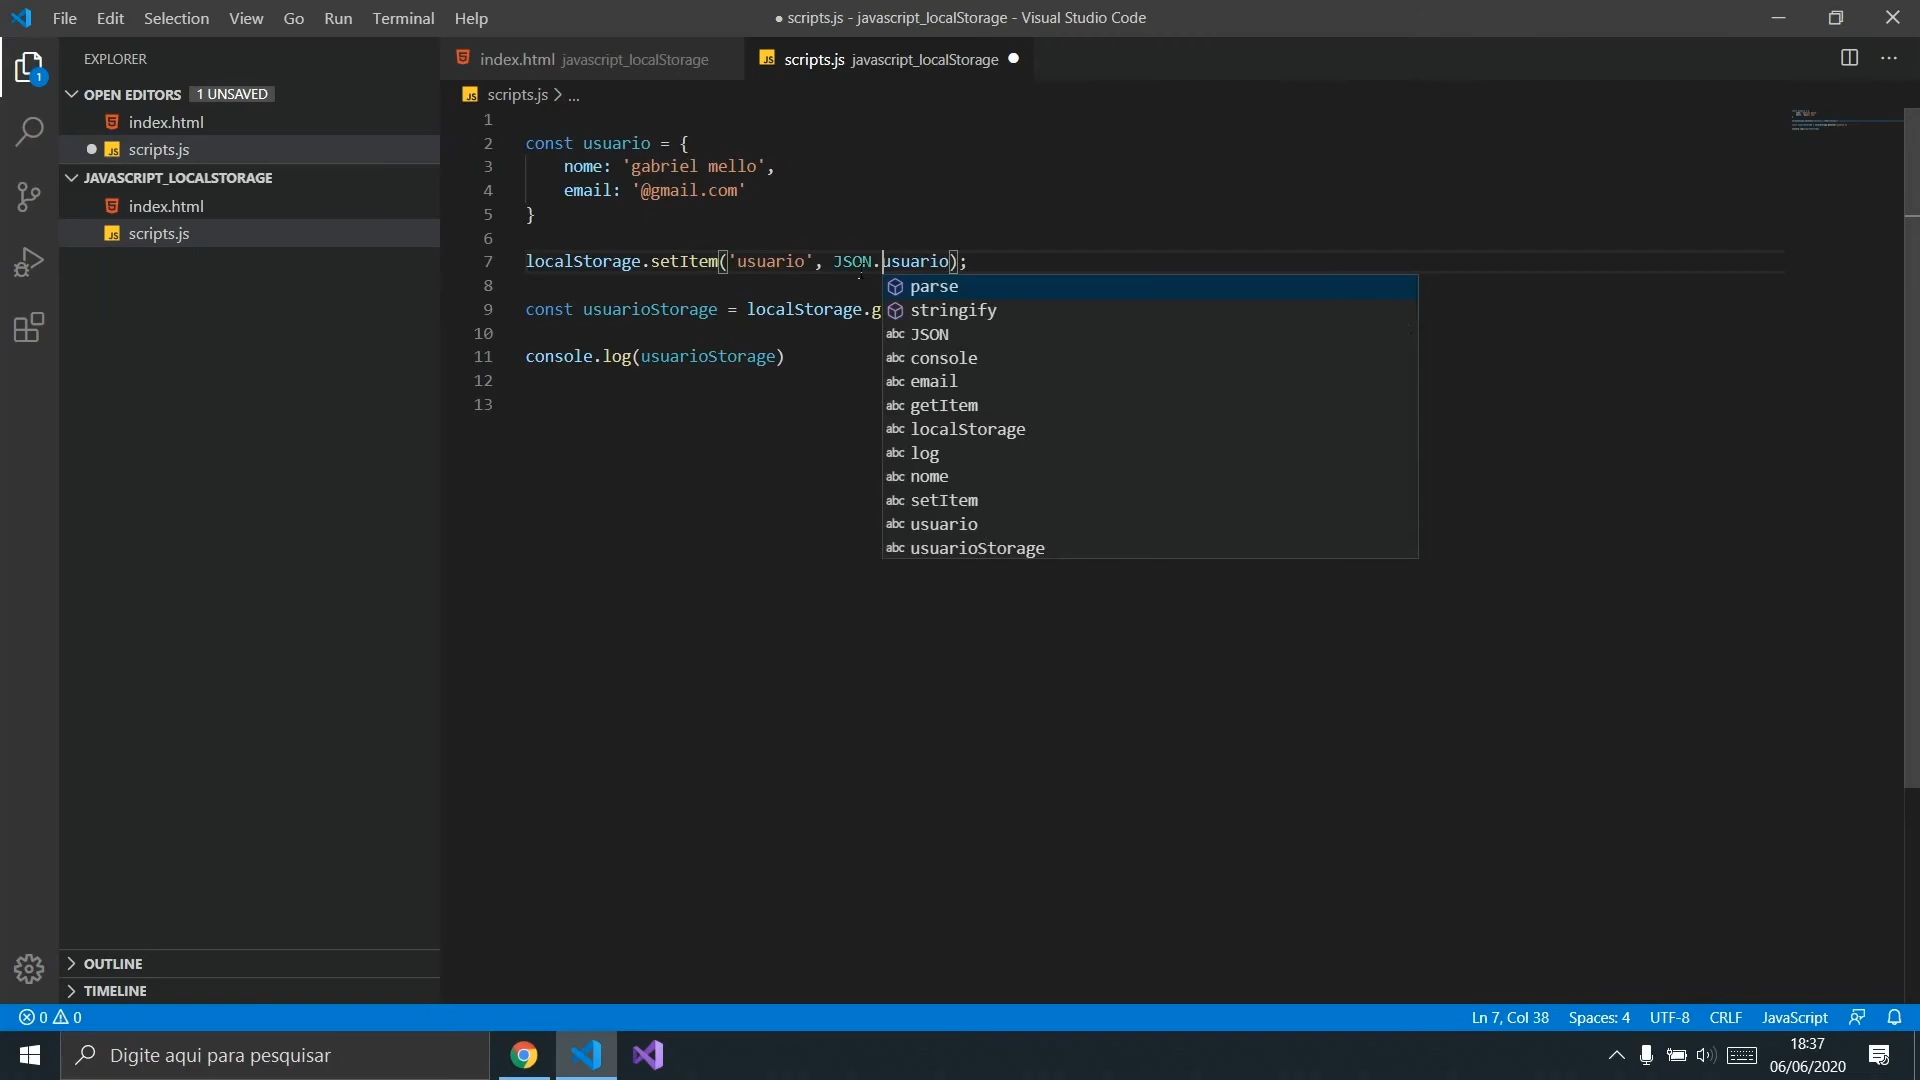 File Edit Selection View Go Run Terminal Help
● scripts.js - javascript_localStorage - Visual Studio Code
EXPLORER
OPEN EDITORS 1 UNSAVED
index.html
scripts.js
JAVASCRIPT_LOCALSTORAGE
index.html
scripts.js
OUTLINE
TIMELINE
1
index.html javascript_localStorage
JS scripts.js javascript_localStorage
JS scripts.js > ...
1
2 const usuario = {
3 nome: 'gabriel mello',
4 email: '@gmail.com'
5 }
6
7 localStorage.setItem('usuario', JSON.usuario);
8
9 const usuarioStorage = localStorage.g
10
11 console.log(usuarioStorage)
12
13
parse
stringify
abc JSON
abc console
abc email
abc getItem
abc localStorage
abc log
abc nome
abc setItem
abc usuario
abc usuarioStorage
0 0
Ln 7, Col 38 Spaces: 4 UTF-8 CRLF JavaScript
Digite aqui para pesquisar
18:37
06/06/2020